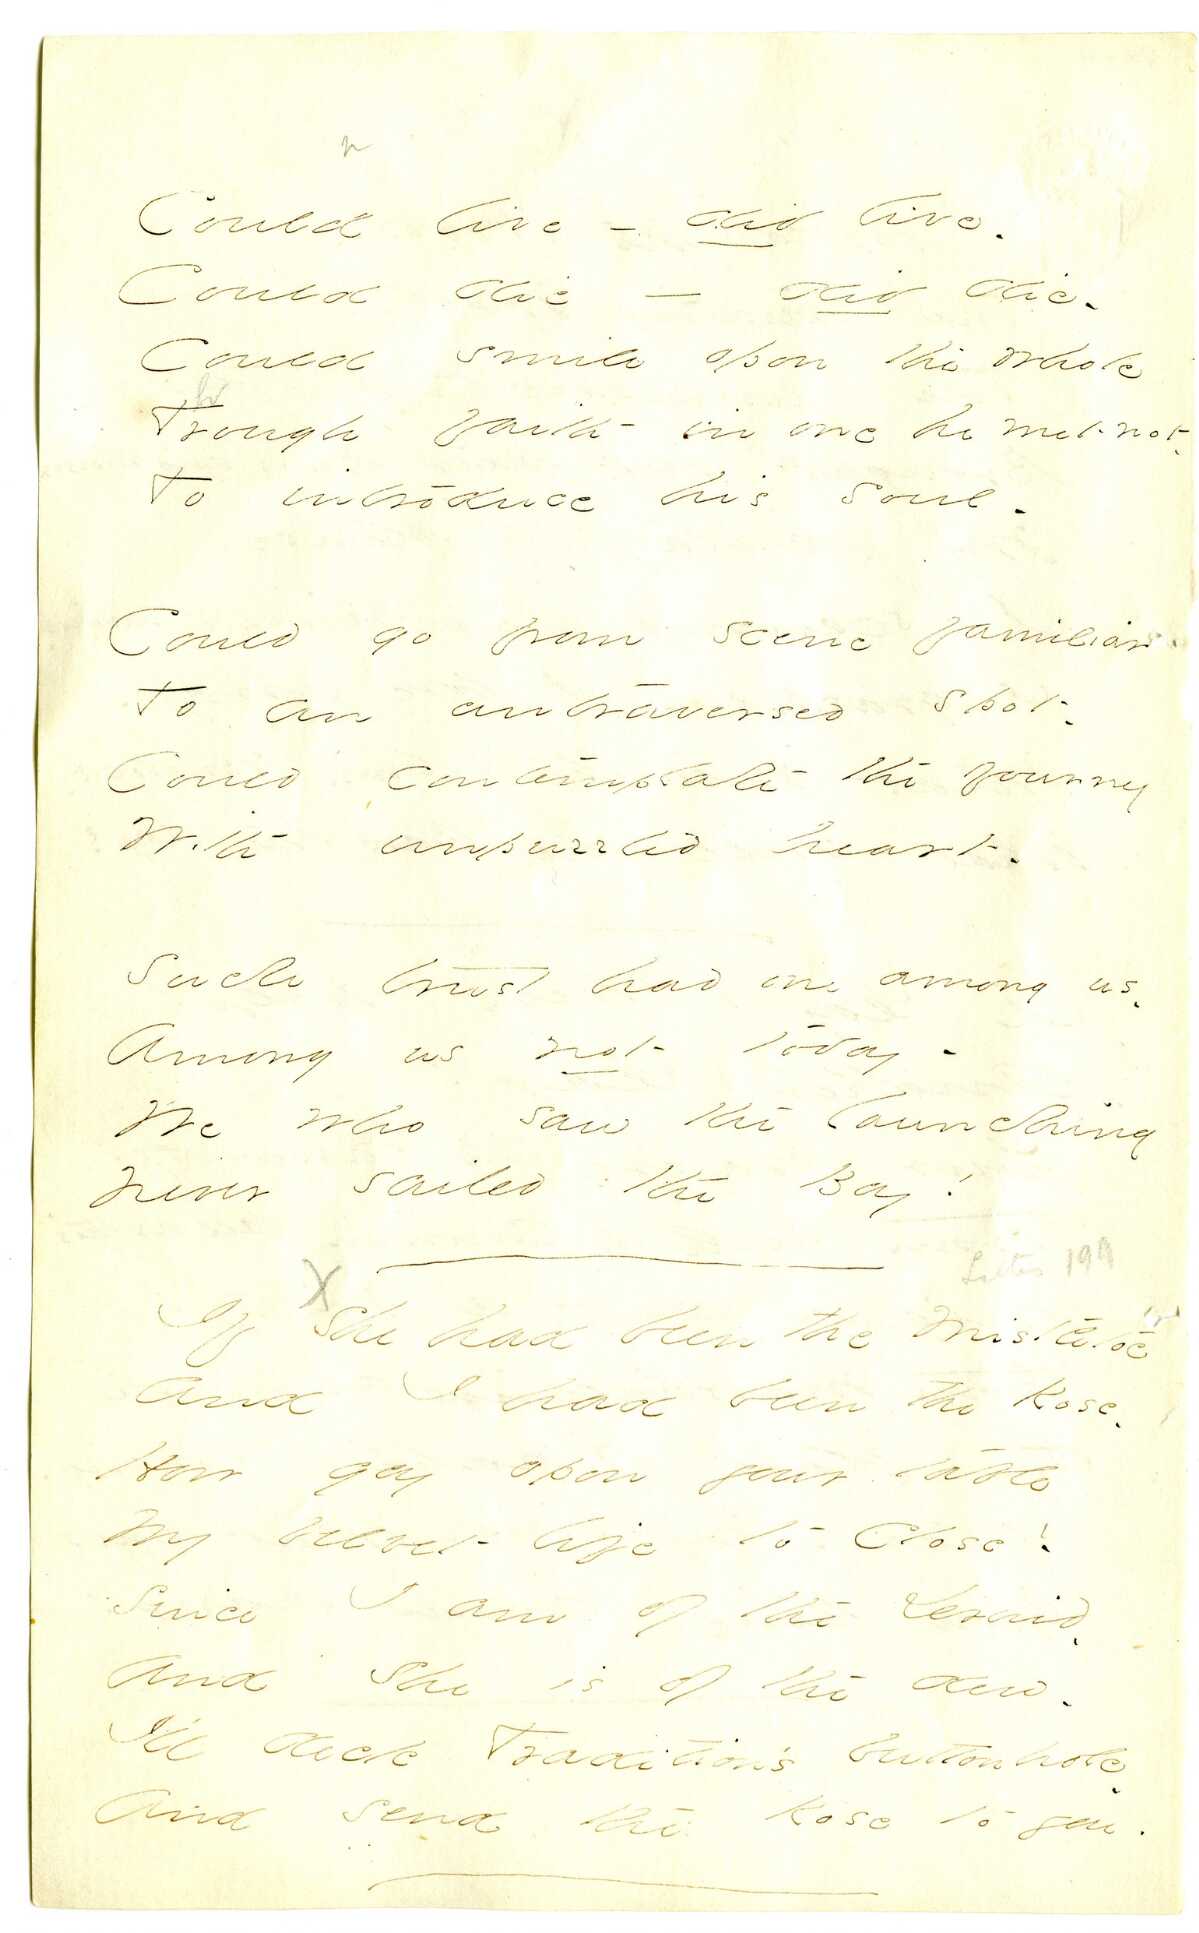 Could live - did live.
Could die - did die.
Could smile upon the whole
Trough faith in one he met not
To introduce his soul.
Could go from scene familiar
To an untraversed spot.
Could contemplate the journey
With unpuzzled heart.
Such trust had one among us.
Among us not today -
We who saw the launching
never sailed the Bay!
X
If She had been the Mistletoe
And I had been the Rose.
How gay upon your table
My velvet life to Close!
Since I am of the Druid.
And She is of the dew.
I'll deck Tradition's buttonhole.
And send the Rose to you.